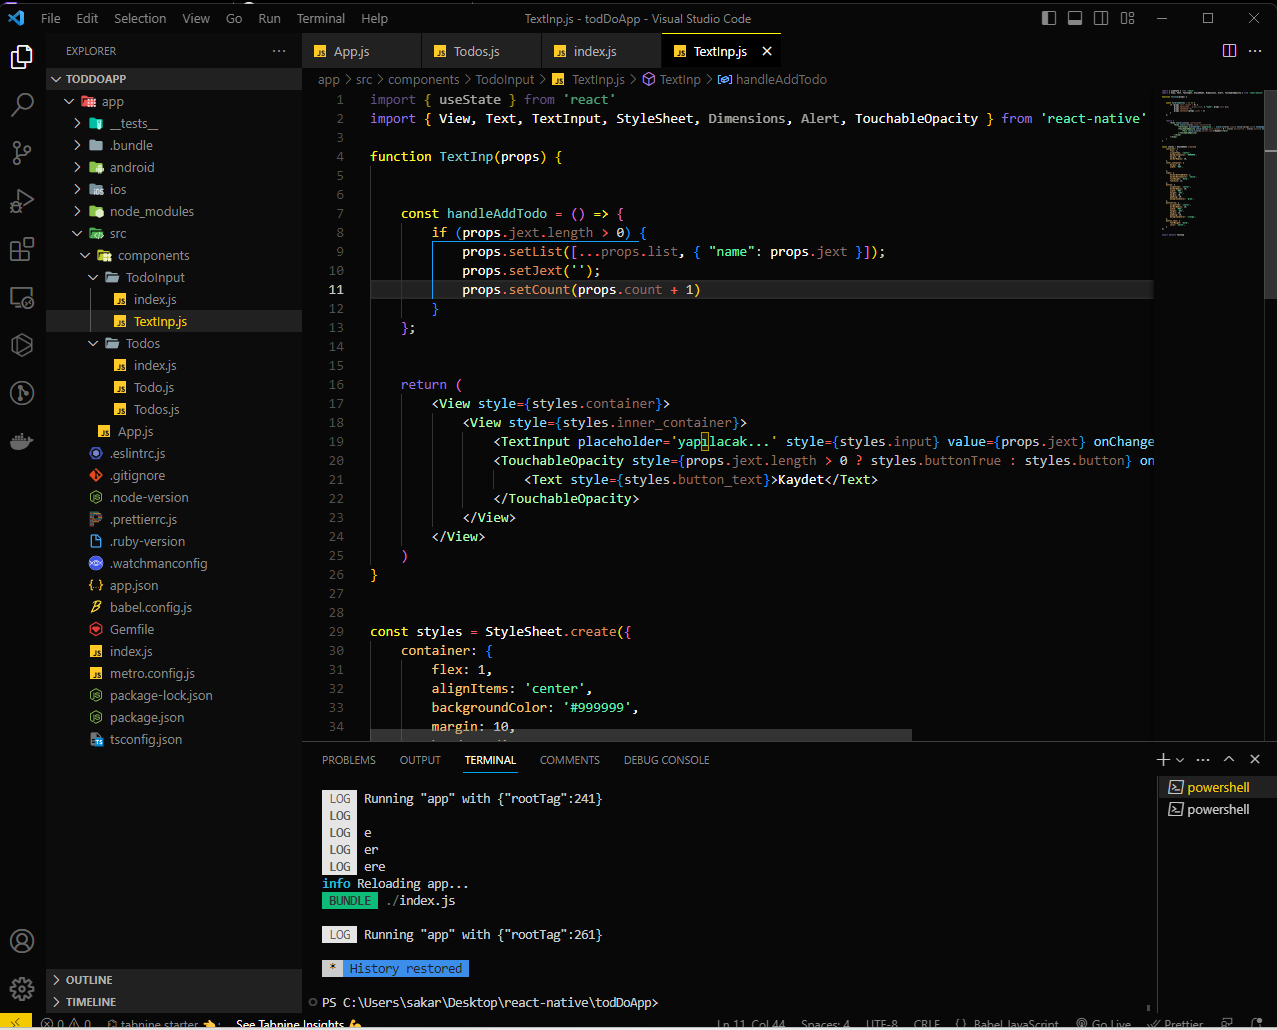 File Edit Selection View Go Run Terminal Help
TextInp.js - todDoApp - Visual Studio Code
EXPLORER
TODDOAPP
app
__tests__
.bundle
android
ios
node_modules
src
components
TodoInput
index.js
TextInp.js
Todos
index.js
Todo.js
Todos.js
App.js
.eslintrc.js
.gitignore
.node-version
.prettierrc.js
.ruby-version
.watchmanconfig
app.json
babel.config.js
Gemfile
index.js
metro.config.js
package-lock.json
package.json
tsconfig.json
OUTLINE
TIMELINE
App.js Todos.js index.js TextInp.js
app > src > components > TodoInput > TextInp.js > TextInp > handleAddTodo
1 import { useState } from 'react'
2 import { View, Text, TextInput, StyleSheet, Dimensions, Alert, TouchableOpacity } from 'react-native'
3
4 function TextInp(props) {
5
6
7 const handleAddTodo = () => {
8 if (props.jext.length > 0) {
9 props.setList([...props.list, { "name": props.jext }]);
10 props.setJext('');
11 props.setCount(props.count + 1)
12 }
13 };
14
15
16 return (
17 <View style={styles.container}>
18 <View style={styles.inner_container}>
19 <TextInput placeholder='yapılacak...' style={styles.input} value={props.jext} onChange
20 <TouchableOpacity style={props.jext.length > 0 ? styles.buttonTrue : styles.button} on
21 <Text style={styles.button_text}>Kaydet</Text>
22 </TouchableOpacity>
23 </View>
24 </View>
25 )
26 }
27
28
29 const styles = StyleSheet.create({
30 container: {
31 flex: 1,
32 alignItems: 'center',
33 backgroundColor: '#999999',
34 margin: 10,
PROBLEMS OUTPUT TERMINAL COMMENTS DEBUG CONSOLE
LOG Running "app" with {"rootTag":241}
LOG
LOG e
LOG er
LOG ere
info Reloading app...
BUNDLE ./index.js
LOG Running "app" with {"rootTag":261}
* History restored
PS C:\Users\sakar\Desktop\react-native\todDoApp>
powershell
powershell
0 0 tabnine starter See Tabnine Insights Ln 11, Col 44 Spaces: 4 UTF-8 CRLF {} Babel JavaScript Go Live Prettier